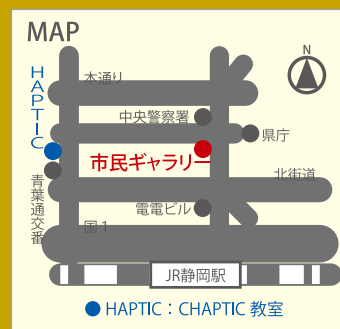 MAP
N
HAPTIC
本通り
中央警察署
県庁
市民ギャラリー
北街道
青葉通交番
電電ビル
国1
JR静岡駅
HAPTIC：CHAPTIC 教室